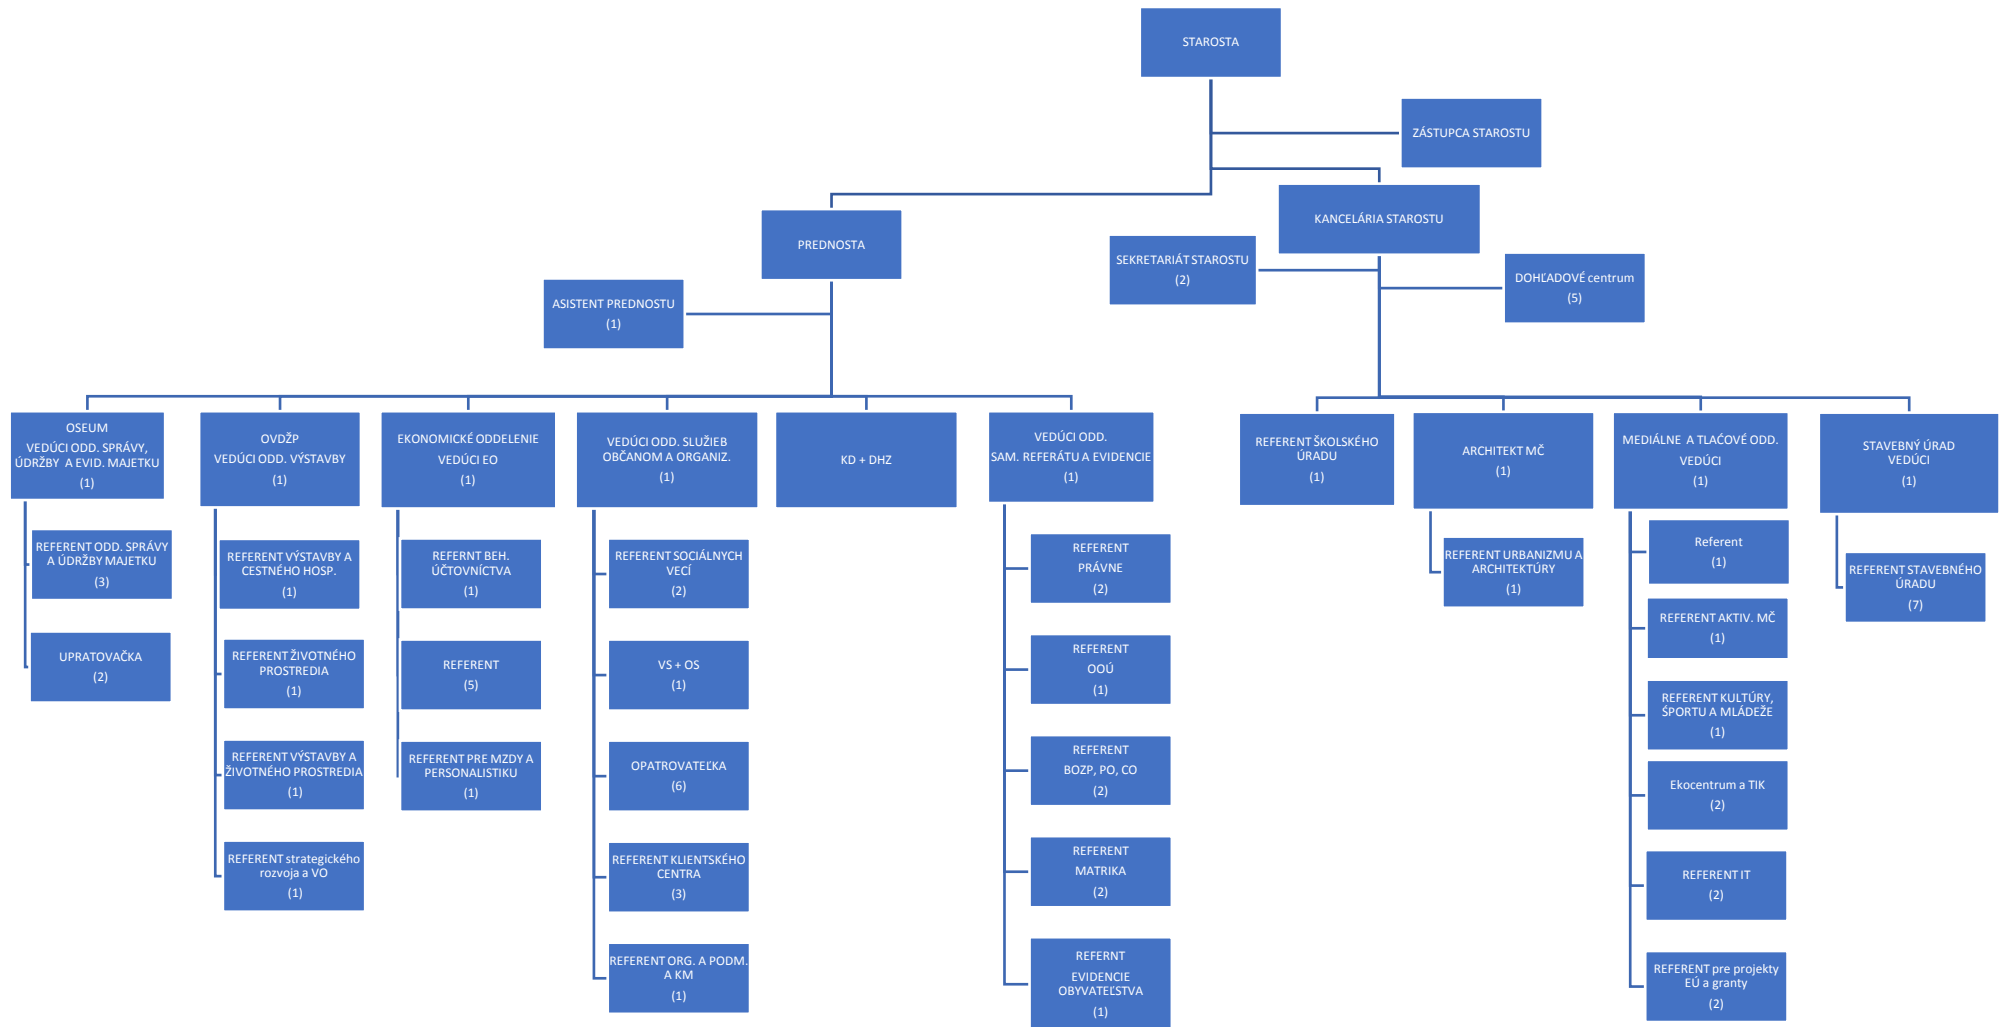 STAROSTA
ZÁSTUPCA STAROSTU
KANCELÁRIA STAROSTU
PREDNOSTA
SEKRETARIÁT STAROSTU
(2)
DOHĽADOVÉ centrum
(5)
ASISTENT PREDNOSTU
(1)
OSEUM
VEDÚCI ODD. SPRÁVY,
ÚDRŽBY A EVID. MAJETKU
(1)
OVDŽP
VEDÚCI ODD. VÝSTAVBY
(1)
EKONOMICKÉ ODDELENIE
VEDÚCI EO
(1)
VEDÚCI ODD. SLUŽIEB
OBČANOM A ORGANIZ.
(1)
KD + DHZ
VEDÚCI ODD.
SAM. REFERÁTU A EVIDENCIE
(1)
REFERENT ŠKOLSKÉHO
ÚRADU
(1)
ARCHITEKT MČ
(1)
MEDIÁLNE A TLAĆOVÉ ODD.
VEDÚCI
(1)
STAVEBNÝ ÚRAD
VEDÚCI
(1)
REFERENT ODD. SPRÁVY
A ÚDRŽBY MAJETKU
(3)
UPRATOVAČKA
(2)
REFERENT VÝSTAVBY A
CESTNÉHO HOSP.
(1)
REFERENT ŽIVOTNÉHO
PROSTREDIA
(1)
REFERENT VÝSTAVBY A
ŽIVOTNÉHO PROSTREDIA
(1)
REFERENT strategického
rozvoja a VO
(1)
REFERNT BEH.
ÚČTOVNÍCTVA
(1)
REFERENT
(5)
REFERENT PRE MZDY A
PERSONALISTIKU
(1)
REFERENT SOCIÁLNYCH
VECÍ
(2)
VS + OS
(1)
OPATROVATEĽKA
(6)
REFERENT KLIENTSKÉHO
CENTRA
(3)
REFERENT ORG. A PODM.
A KM
(1)
REFERENT
PRÁVNE
(2)
REFERENT
OOÚ
(1)
REFERENT
BOZP, PO, CO
(2)
REFERENT
MATRIKA
(2)
REFERNT
EVIDENCIE
OBYVATEĽSTVA
(1)
REFERENT URBANIZMU A
ARCHITEKTÚRY
(1)
Referent
(1)
REFERENT AKTIV. MČ
(1)
REFERENT KULTÚRY,
ŚPORTU A MLÁDEŽE
(1)
Ekocentrum a TIK
(2)
REFERENT IT
(2)
REFERENT pre projekty
EÚ a granty
(2)
REFERENT STAVEBNÉHO
ÚRADU
(7)